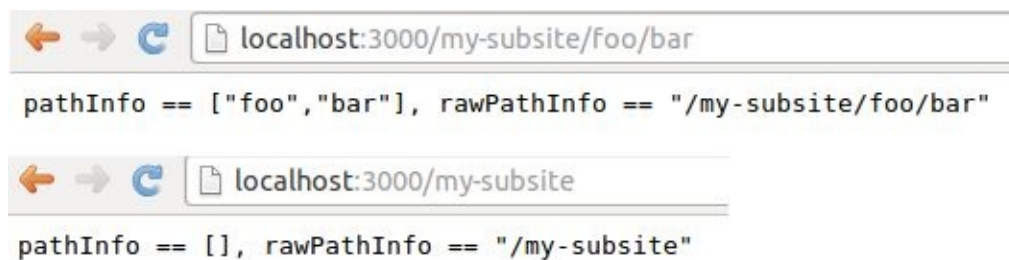 localhost:3000/my-subsite/foo/bar
pathInfo == ["foo","bar"], rawPathInfo == "/my-subsite/foo/bar"
localhost:3000/my-subsite
pathInfo == [], rawPathInfo == "/my-subsite"